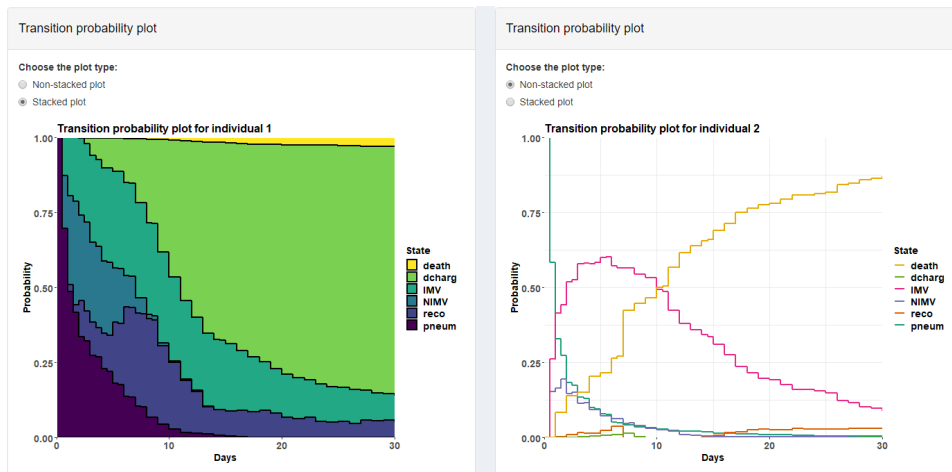 Transition probability plot
Choose the plot type:
Non-stacked plot
Stacked plot
Transition probability plot for individual 1
1.00
0.75
0.50
0.25
0.00
Probability
0
10
20
30
Days
State
death
dcharg
IMV
NIMV
reco
pneum
Transition probability plot
Choose the plot type:
Non-stacked plot
Stacked plot
Transition probability plot for individual 2
1.00
0.75
0.50
0.25
0.00
Probability
0
10
20
30
Days
State
death
dcharg
IMV
NIMV
reco
pneum